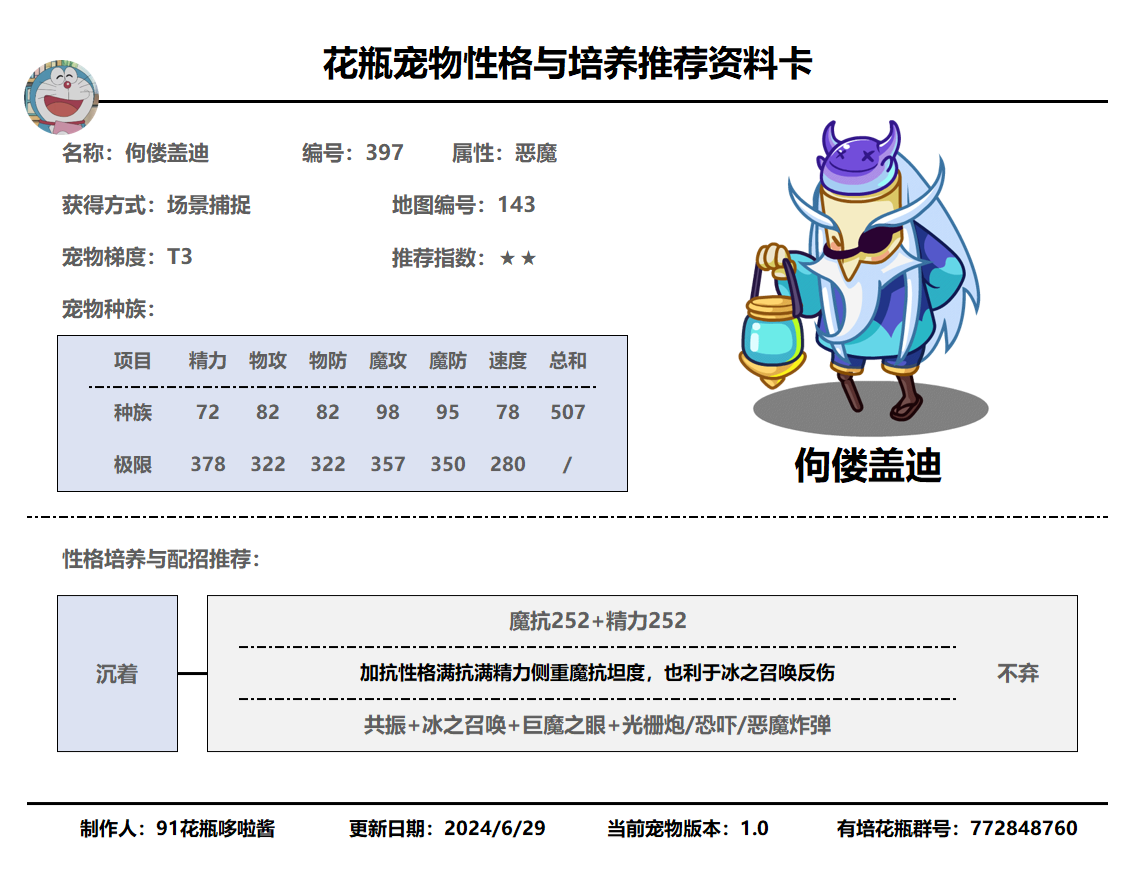 花瓶宠物性格与培养推荐资料卡
名称：佝偻盖迪 编号：397 属性：恶魔
获得方式：场景捕捉 地图编号：143
宠物梯度：T3 推荐指数：★★
宠物种族：
项目 精力 物攻 物防 魔攻 魔防 速度 总和
种族 72 82 82 98 95 78 507
极限 378 322 322 357 350 280 /
佝偻盖迪
性格培养与配招推荐：
魔抗252+精力252
沉着 加抗性格满抗满精力侧重魔抗坦度，也利于冰之召唤反伤 不弃
共振+冰之召唤+巨魔之眼+光栅炮/恐吓/恶魔炸弹
制作人：91花瓶哆啦酱 更新日期：2024/6/29 当前宠物版本：1.0 有培花瓶群号：772848760